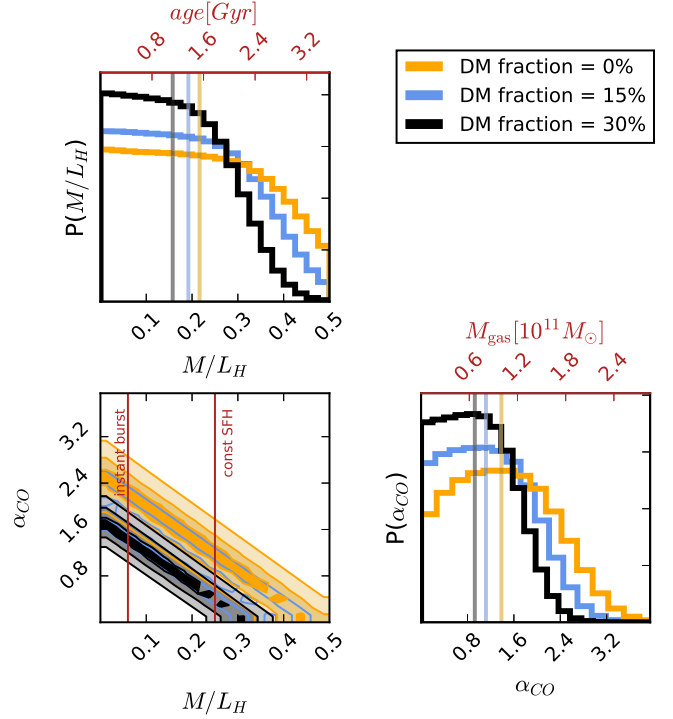 age[Gyr]
0.8 1.6 2.4 3.2
P(M/L_H)
0.1 0.2 0.3 0.4 0.5
M/L_H
DM fraction = 0%
DM fraction = 15%
DM fraction = 30%
α_CO
3.2
2.4
1.6
0.8
instant burst
const SFH
0.1 0.2 0.3 0.4 0.5
M/L_H
M_gas[10^11 M_⊙]
0.6 1.2 1.8 2.4
P(α_CO)
0.8 1.6 2.4 3.2
α_CO